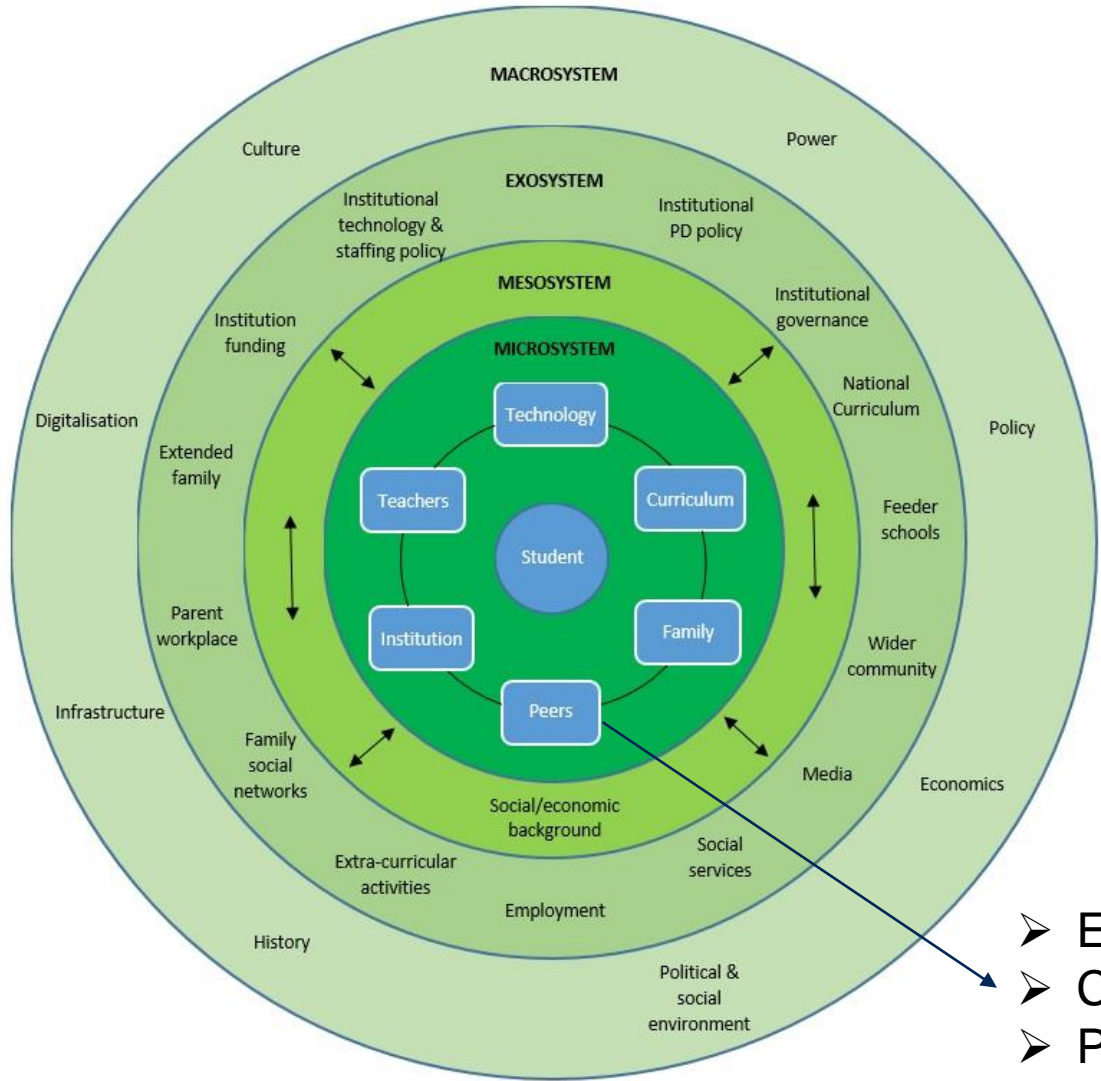 MACROSYSTEM
Culture
Power
EXOSYSTEM
Institutional
technology &
staffing policy
Institutional
PD policy
MESOSYSTEM
Institution
funding
Institutional
governance
MICROSYSTEM
National
Curriculum
Digitalisation
Technology
Policy
Extended
family
Teachers
Curriculum
Feeder
schools
Student
Parent
workplace
Institution
Family
Wider
community
Infrastructure
Peers
Family
social
networks
Media
Economics
Social/economic
background
Social
services
Extra-curricular
activities
Employment
History
Political &
social
environment
➢ E
➢ C
➢ P